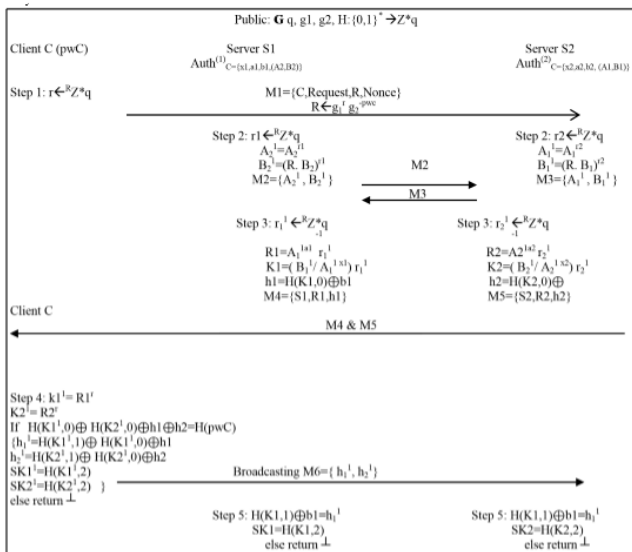 Public: G q, g1, g2, H:{0,1}* →Z*q
Client C (pwC)
Server S1
Server S2
Auth(1)C={x1,a1,b1,(A2,B2)}
Auth(2)C={x2,a2,b2, (A1,B1)}
Step 1: r←RZ*q
M1={C,Request,R,Nonce}
R←g1r g2-pwc
Step 2: r1←RZ*q
Step 2: r2←RZ*q
A21=A2r1
A11=A1r2
B21=(R. B2)r1
M2
B11=(R. B1)r2
M2={A21, B21 }
M3={A11, B11}
M3
Step 3: r11 ←RZ*q
Step 3: r21 ←RZ*q
-1
-1
R1=A11a1 r11
R2=A21a2 r21
K1=( B11/ A11 x1) r11
K2=( B21/ A21 x2) r21
h1=H(K1,0)⊕b1
h2=H(K2,0)⊕
M4={S1,R1,h1}
M5={S2,R2,h2}
Client C
M4 & M5
Step 4: k11= R1r
K21= R2r
If H(K11,0)⊕ H(K21,0)⊕h1⊕h2=H(pwC)
{h11=H(K11,1)⊕ H(K11,0)⊕h1
h21=H(K21,1)⊕ H(K21,0)⊕h2
SK11=H(K11,2)
Broadcasting M6={ h11, h21}
SK21=H(K21,2) }
else return ⊥
Step 5: H(K1,1)⊕b1=h11
Step 5: H(K2,1)⊕b1=h21
SK1=H(K1,2)
SK2=H(K2,2)
else return ⊥
else return ⊥